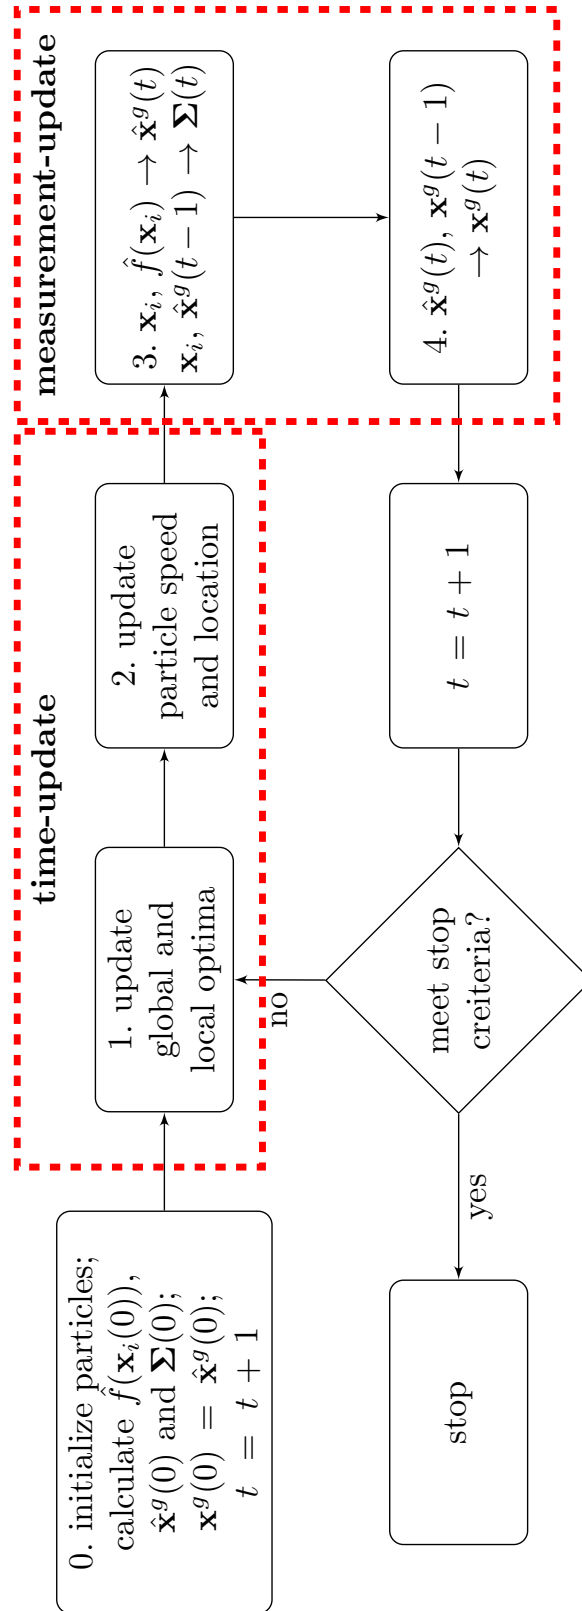 time-update
measurement-update
0. initialize particles;
calculate f̂(𝐱ᵢ(0)),
𝐱̂ᵍ(0) and 𝚺(0);
𝐱ᵍ(0) = 𝐱̂ᵍ(0);
t = t + 1
1. update
global and
local optima
2. update
particle speed
and location
3. 𝐱ᵢ, f̂(𝐱ᵢ) → 𝐱̂ᵍ(t)
𝐱ᵢ, 𝐱̂ᵍ(t − 1) → 𝚺(t)
4. 𝐱̂ᵍ(t), 𝐱ᵍ(t − 1)
→ 𝐱ᵍ(t)
t = t + 1
meet stop
creiteria?
no
yes
stop